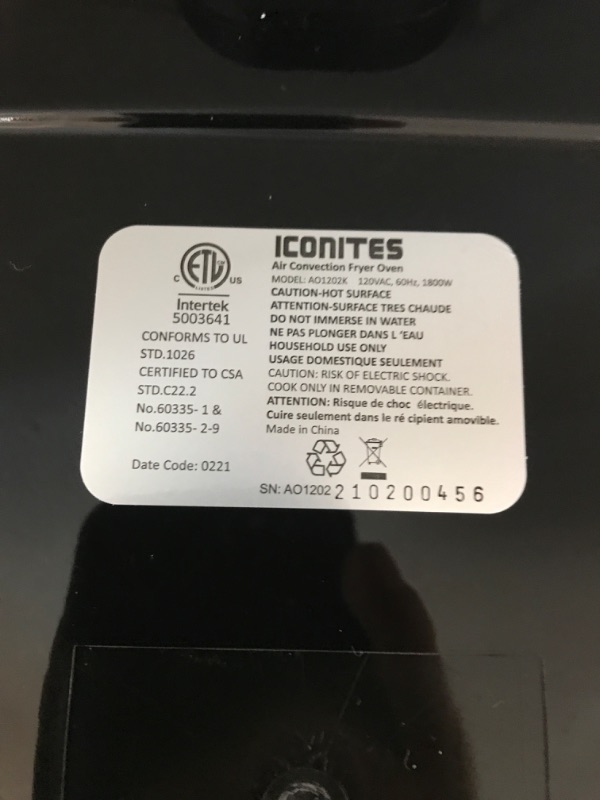 C ETL US
LISTED
Intertek
5003641
CONFORMS TO UL
STD.1026
CERTIFIED TO CSA
STD.C22.2
No.60335- 1 &
No.60335- 2-9
Date Code: 0221
ICONITES
Air Convection Fryer Oven
MODEL: AO1202K 120VAC, 60Hz, 1800W
CAUTION-HOT SURFACE
ATTENTION-SURFACE TRES CHAUDE
DO NOT IMMERSE IN WATER
NE PAS PLONGER DANS L 'EAU
HOUSEHOLD USE ONLY
USAGE DOMESTIQUE SEULEMENT
CAUTION: RISK OF ELECTRIC SHOCK.
COOK ONLY IN REMOVABLE CONTAINER.
ATTENTION: Risque de choc électrique.
Cuire seulement dans le ré cipient amovible.
Made in China
SN: AO1202 210200456